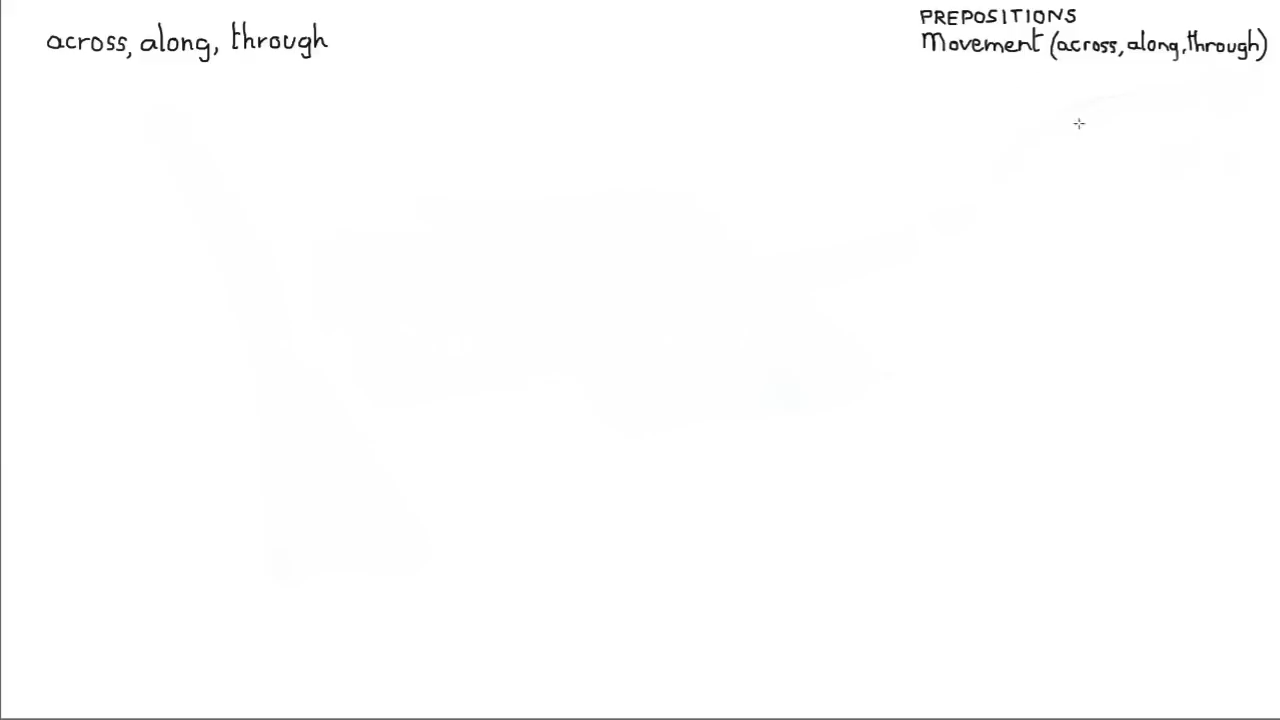 across, along, through
PREPOSITIONS
Movement (across, along, through)